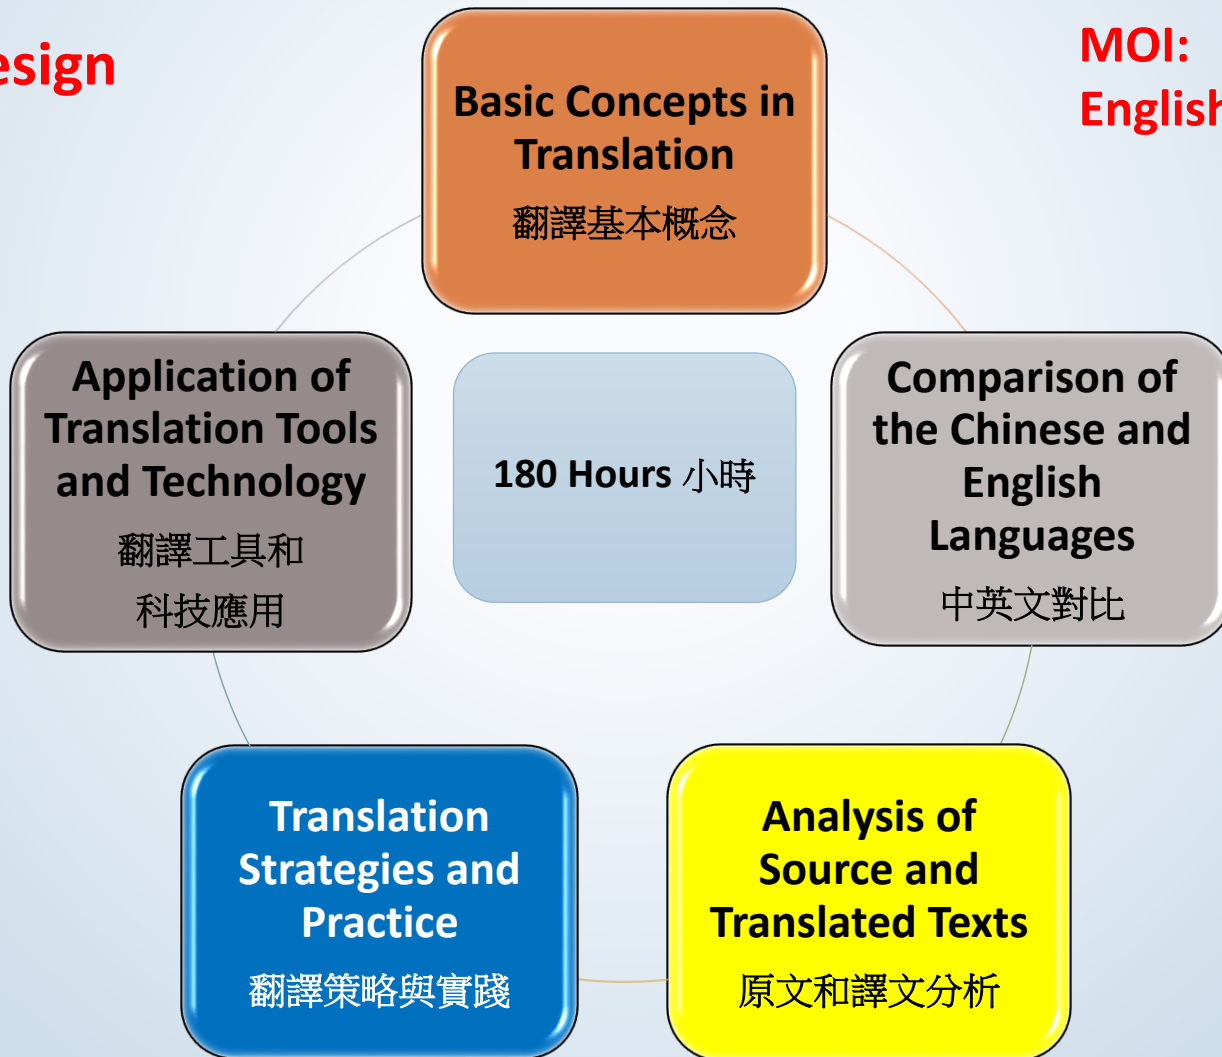 esign
MOI:
English
Basic Concepts in
Translation
翻譯基本概念
Application of
Translation Tools
and Technology
翻譯工具和
科技應用
180 Hours 小時
Comparison of
the Chinese and
English
Languages
中英文對比
Translation
Strategies and
Practice
翻譯策略與實踐
Analysis of
Source and
Translated Texts
原文和譯文分析